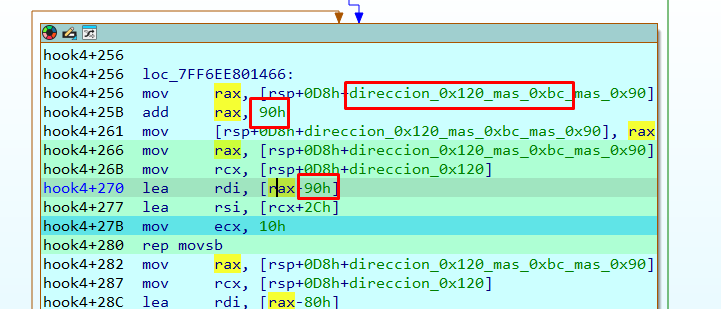 hook4+256
hook4+256 loc_7FF6EE801466:
hook4+256 mov rax, [rsp+0D8h+direccion_0x120_mas_0xbc_mas_0x90]
hook4+25B add rax, 90h
hook4+261 mov [rsp+0D8h+direccion_0x120_mas_0xbc_mas_0x90], rax
hook4+266 mov rax, [rsp+0D8h+direccion_0x120_mas_0xbc_mas_0x90]
hook4+26B mov rcx, [rsp+0D8h+direccion_0x120]
hook4+270 lea rdi, [rax-90h]
hook4+277 lea rsi, [rcx+2Ch]
hook4+27B mov ecx, 10h
hook4+280 rep movsb
hook4+282 mov rax, [rsp+0D8h+direccion_0x120_mas_0xbc_mas_0x90]
hook4+287 mov rcx, [rsp+0D8h+direccion_0x120]
hook4+28C lea rdi, [rax-80h]